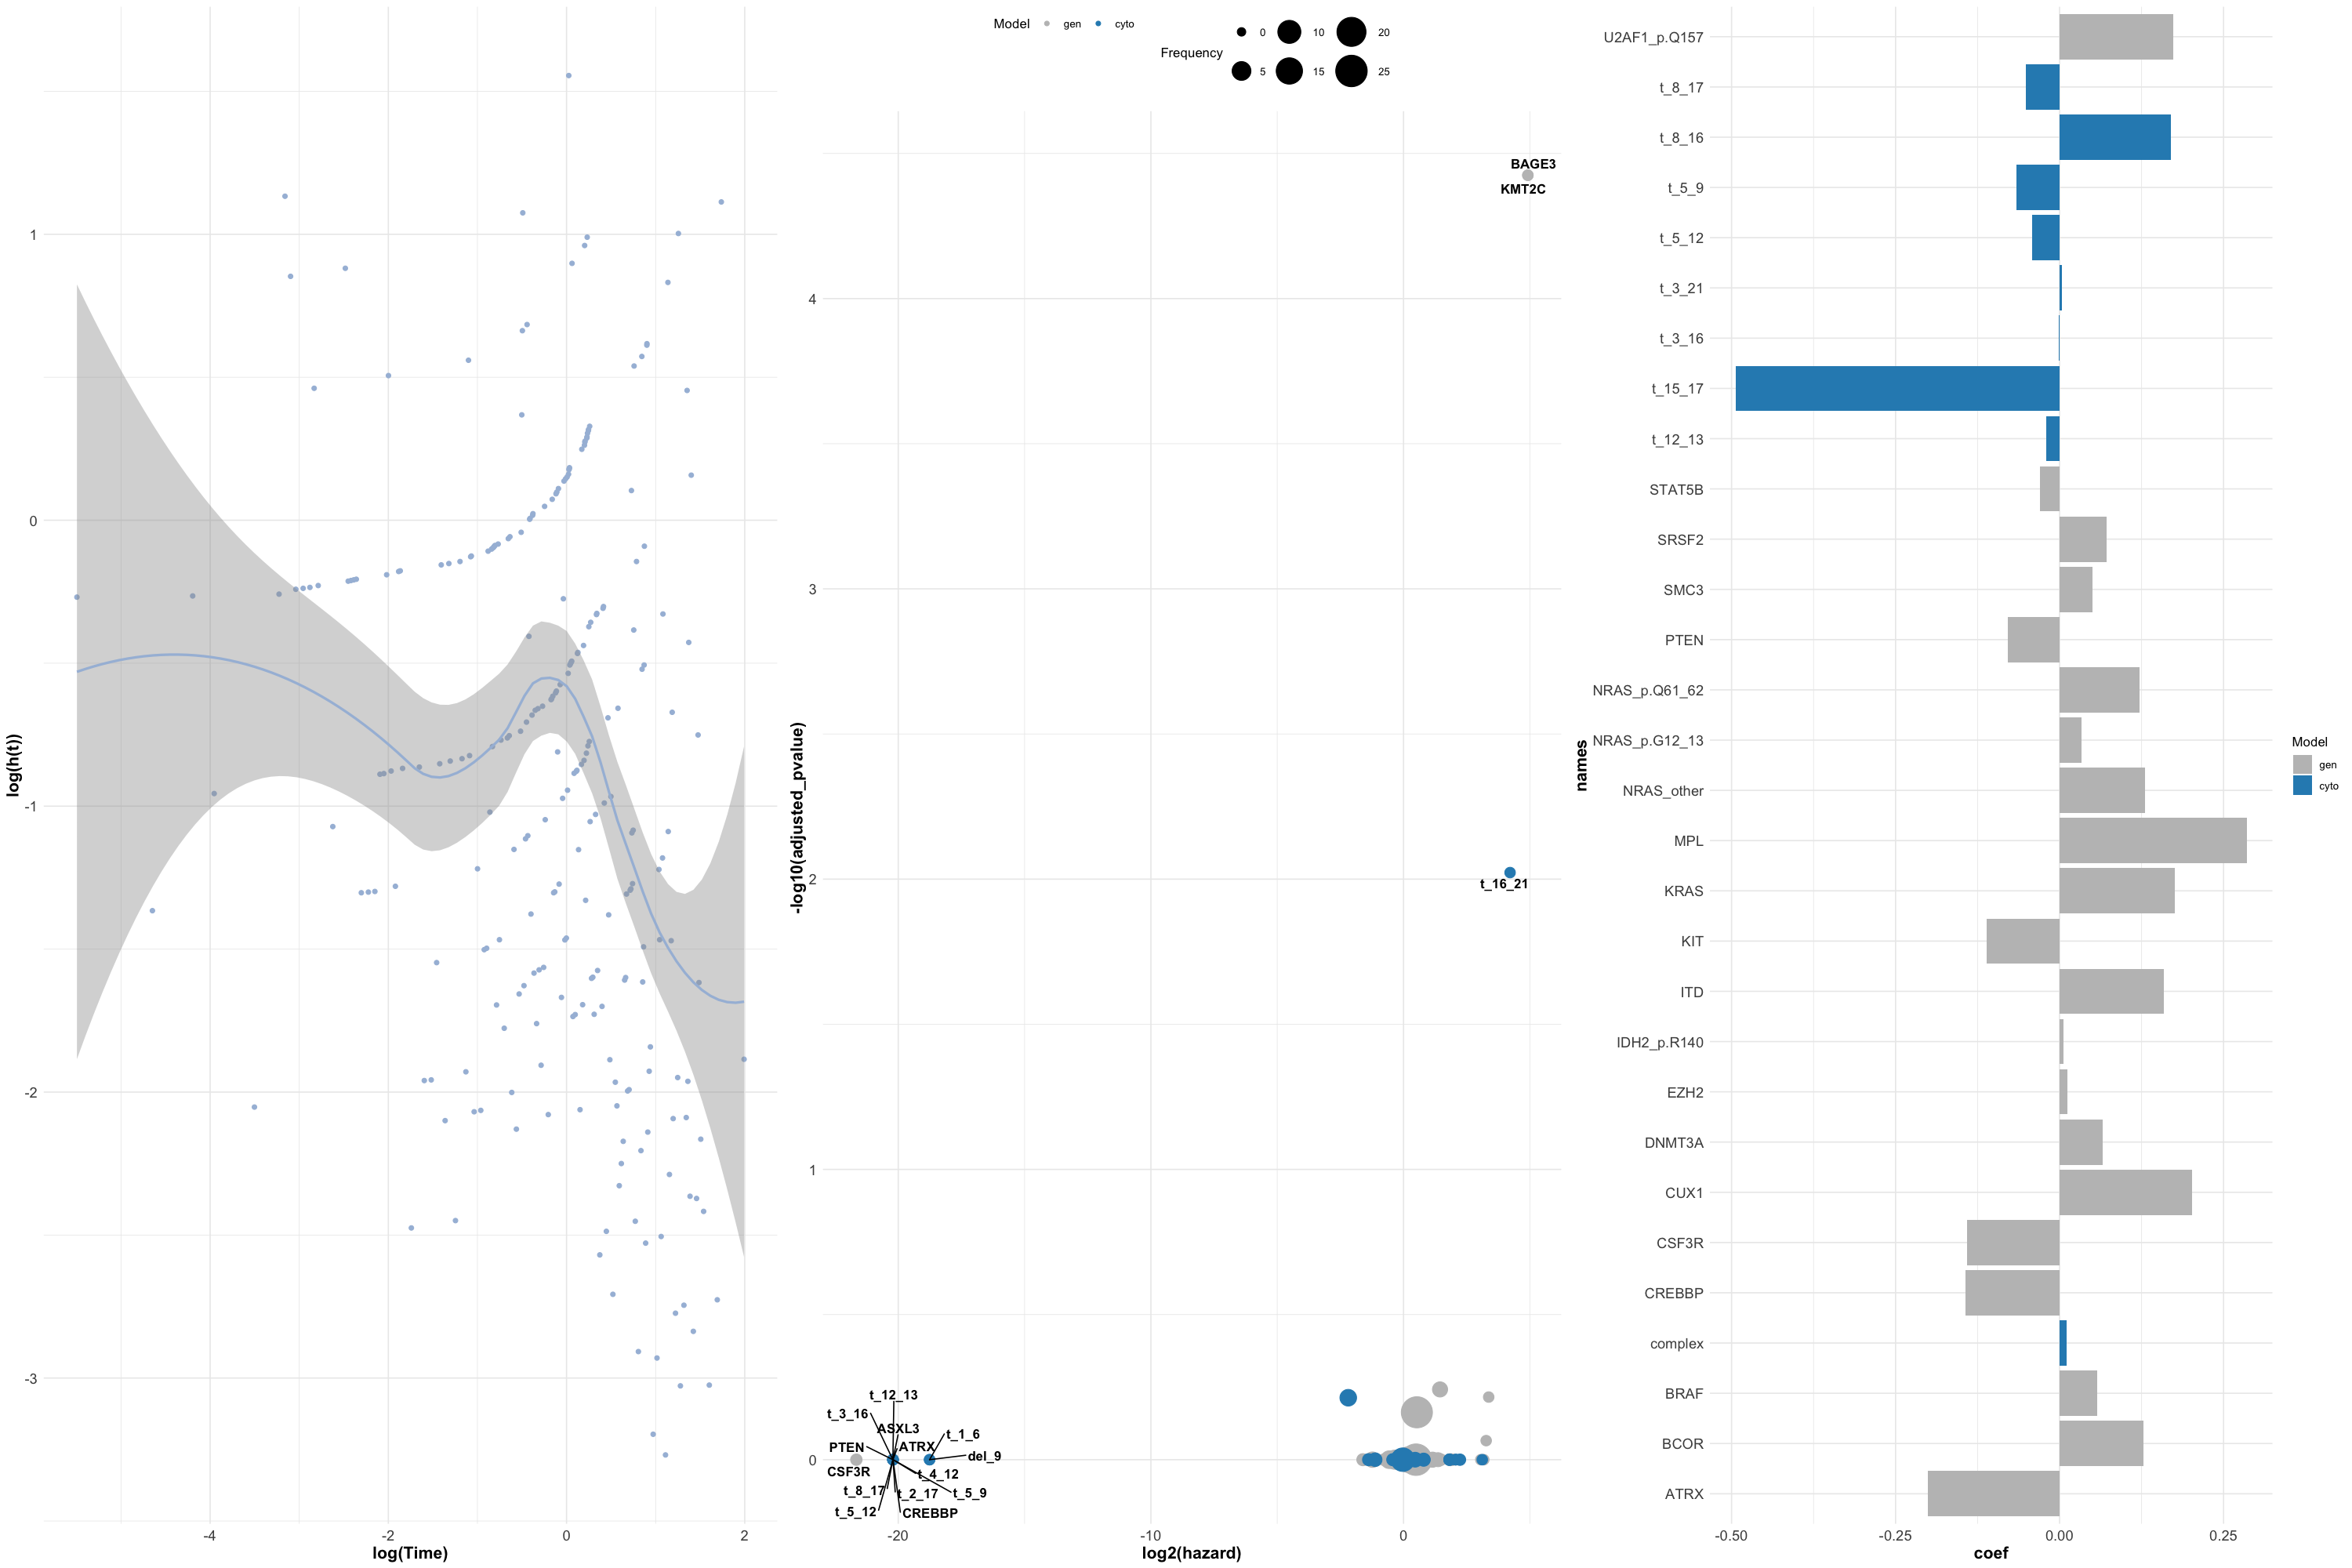 log(h(t))
1
0
-1
-2
-3
-4
-2
0
2
log(Time)
Model
gen
cyto
Frequency
0
10
20
5
15
25
-log10(adjusted_pvalue)
4
3
2
1
0
BAGE3
KMT2C
t_16_21
t_12_13
t_3_16
ASXL3
t_1_6
PTEN
ATRX
del_9
CSF3R
t_4_12
t_8_17
t_2_17
t_5_9
t_5_12
CREBBP
-20
-10
0
log2(hazard)
names
U2AF1_p.Q157
t_8_17
t_8_16
t_5_9
t_5_12
t_3_21
t_3_16
t_15_17
t_12_13
STAT5B
SRSF2
SMC3
PTEN
NRAS_p.Q61_62
NRAS_p.G12_13
NRAS_other
MPL
KRAS
KIT
ITD
IDH2_p.R140
EZH2
DNMT3A
CUX1
CSF3R
CREBBP
complex
BRAF
BCOR
ATRX
-0.50
-0.25
0.00
0.25
coef
Model
gen
cyto